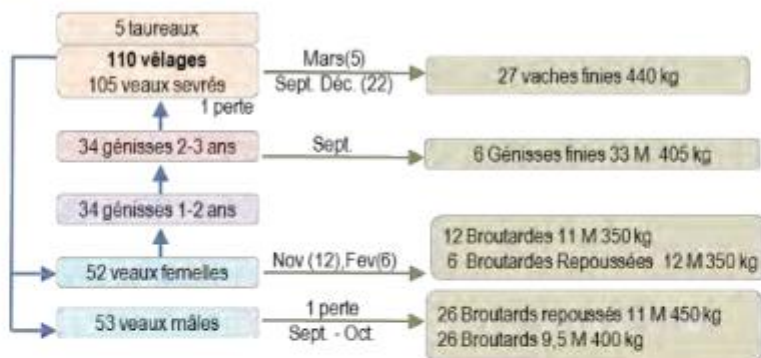 5 taureaux
110 vêlages
105 veaux sevrés
1 perte
Mars(5)
Sept. Déc. (22)
27 vaches finies 440 kg
34 génisses 2-3 ans
Sept.
6 Génisses finies 33 M. 405 kg
34 génisses 1-2 ans
52 veaux femelles
Nov (12),Fev(6)
12 Broutardes 11 M 350 kg
6 Broutardes Repoussées 12 M 350 kg
53 veaux mâles
1 perte
Sept. - Oct.
26 Broutards repoussés 11 M 450 kg
26 Broutards 9,5 M 400 kg